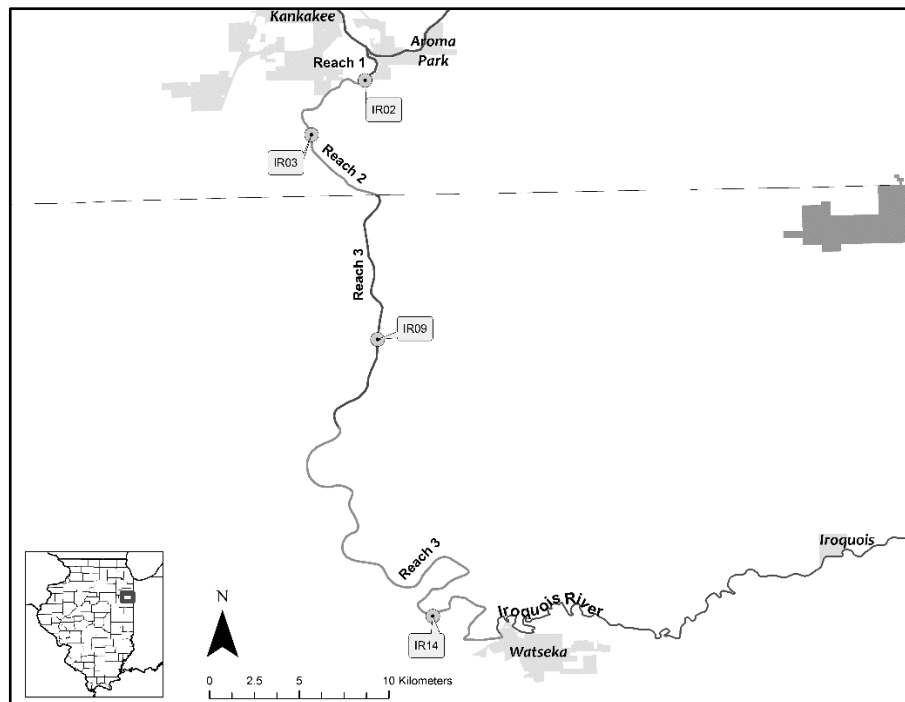 Kankakee
Aroma
Park
Reach 1
IR02
IR03
Reach 2
Reach 3
IR09
Reach 3
Iroquois
Iroquois River
IR14
Watseka
N
0 2.5 5 10 Kilometers